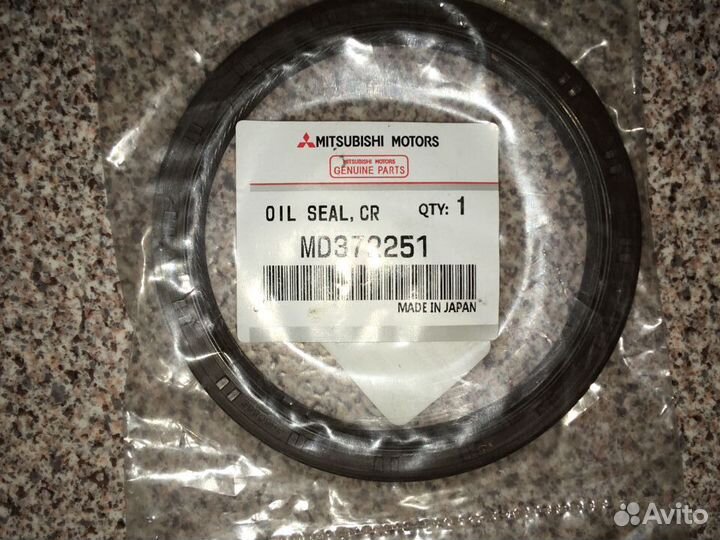 MITSUBISHI MOTORS
MITSUBISHI MOTORS
GENUINE PARTS
OIL SEAL, CR QTY: 1
MD372251
MADE IN JAPAN
Avito